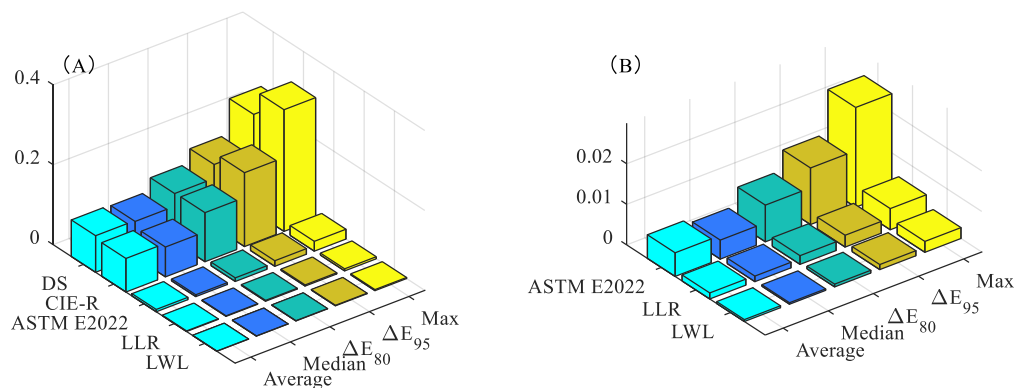 (A)
0.4
0.2
0
DS
CIE-R
ASTM E2022
LLR
LWL
Average
Median
ΔE80
ΔE95
Max
(B)
0.02
0.01
0
ASTM E2022
LLR
LWL
Average
Median
ΔE80
ΔE95
Max